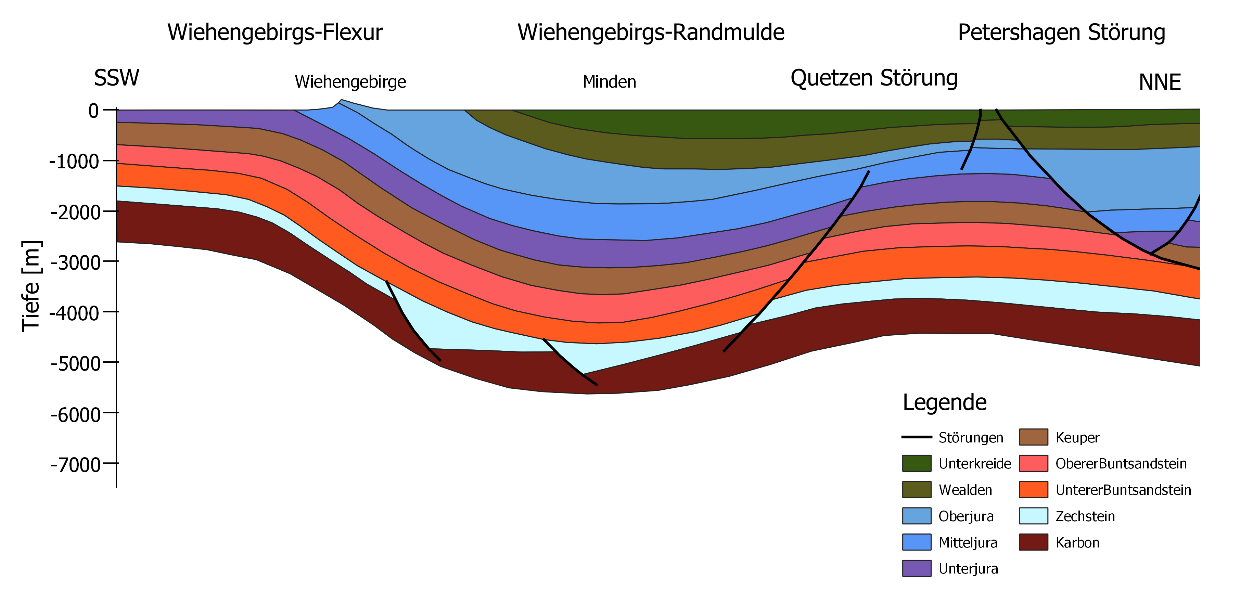 Wiehengebirgs-Flexur Wiehengebirgs-Randmulde Petershagen Störung
SSW Wiehengebirge Minden Quetzen Störung NNE
0
-1000
-2000
-3000
-4000
-5000
-6000
-7000
Tiefe [m]
Legende
Störungen Keuper
Unterkreide ObererBuntsandstein
Wealden UntererBuntsandstein
Oberjura Zechstein
Mitteljura Karbon
Unterjura